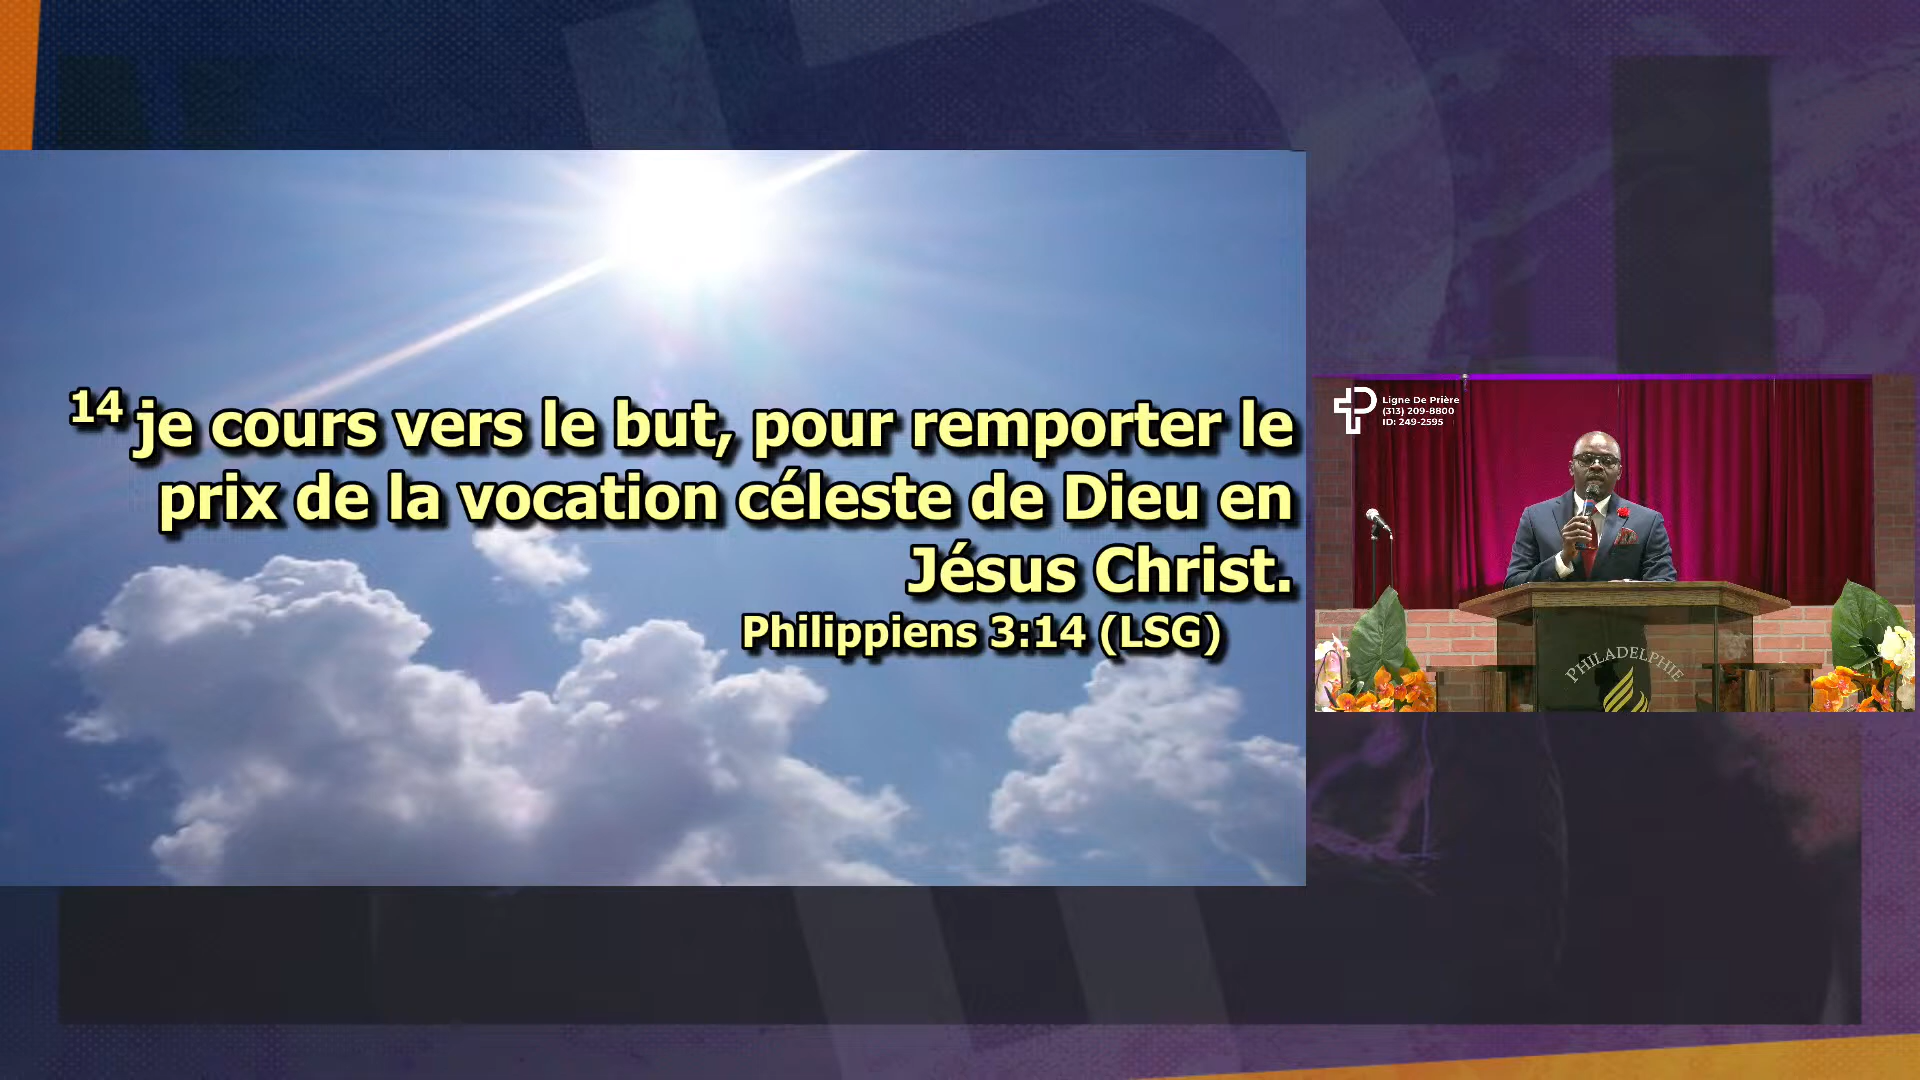 14 je cours vers le but, pour remporter le
prix de la vocation céleste de Dieu en
Jésus Christ.
Philippiens 3:14 (LSG)
Ligne De Prière
(313) 209-8800
ID: 249-2595
PHILADELPHIE